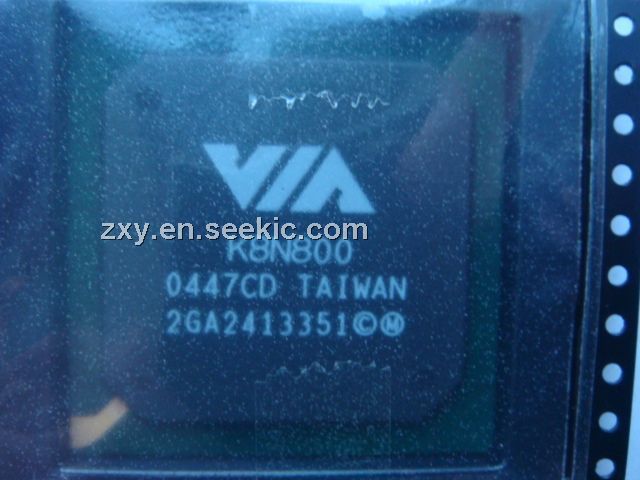 VIA
zxy.en.seekic.com
K8N800
0447CD TAIWAN
2GA2413351©Ⓜ